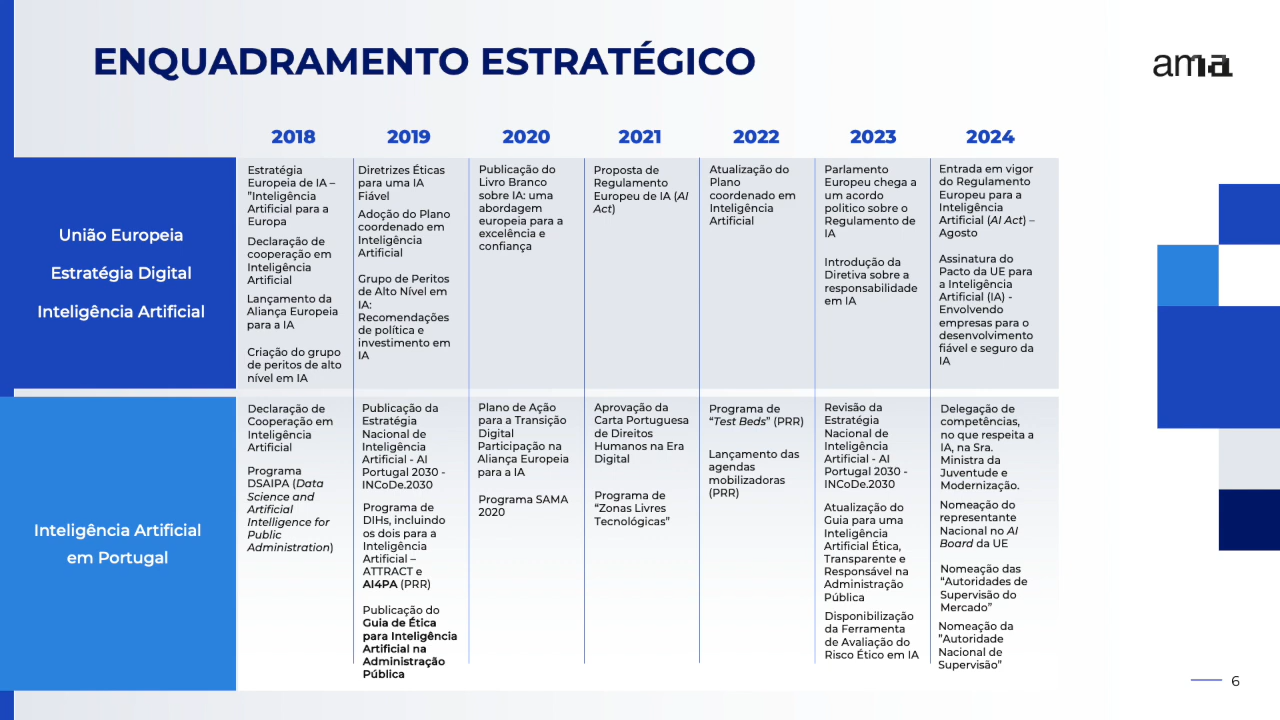 ENQUADRAMENTO ESTRATÉGICO
ama
2018
2019
2020
2021
2022
2023
2024
União Europeia
Estratégia Digital
Inteligência Artificial
Estratégia
Europeia de IA –
"Inteligência
Artificial para a
Europa
Declaração de
cooperação em
Inteligência
Artificial
Lançamento da
Aliança Europeia
para a IA
Criação do grupo
de peritos de alto
nível em IA
Diretrizes Éticas
para uma IA
Fiável
Adoção do Plano
coordenado em
Inteligência
Artificial
Grupo de Peritos
de Alto Nível em
IA:
Recomendações
de política e
investimento em
IA
Publicação do
Livro Branco
sobre IA: uma
abordagem
europeia para a
excelência e
confiança
Proposta de
Regulamento
Europeu de IA (AI
Act)
Atualização do
Plano
coordenado em
Inteligência
Artificial
Parlamento
Europeu chega a
um acordo
politico sobre o
Regulamento de
IA
Introdução da
Diretiva sobre a
responsabilidade
em IA
Entrada em vigor
do Regulamento
Europeu para a
Inteligência
Artificial (AI Act) –
Agosto
Assinatura do
Pacto da UE para
a Inteligência
Artificial (IA) -
Envolvendo
empresas para o
desenvolvimento
fiável e seguro da
IA
Inteligência Artificial
em Portugal
Declaração de
Cooperação em
Inteligência
Artificial
Programa
DSAIPA (Data
Science and
Artificial
Intelligence for
Public
Administration)
Publicação da
Estratégia
Nacional de
Inteligência
Artificial - AI
Portugal 2030 -
INCoDe.2030
Programa de
DIHs, incluindo
os dois para a
Inteligência
Artificial –
ATTRACT e
AI4PA (PRR)
Publicação do
Guia de Ética
para Inteligência
Artificial na
Administração
Pública
Plano de Ação
para a Transição
Digital
Participação na
Aliança Europeia
para a IA
Programa SAMA
2020
Aprovação da
Carta Portuguesa
de Direitos
Humanos na Era
Digital
Programa de
“Zonas Livres
Tecnológicas”
Programa de
“Test Beds” (PRR)
Lançamento das
agendas
mobilizadoras
(PRR)
Revisão da
Estratégia
Nacional de
Inteligência
Artificial - AI
Portugal 2030 -
INCoDe.2030
Atualização do
Guia para uma
Inteligência
Artificial Ética,
Transparente e
Responsável na
Administração
Pública
Disponibilização
da Ferramenta
de Avaliação do
Risco Ético em IA
Delegação de
competências,
no que respeita a
IA, na Sra.
Ministra da
Juventude e
Modernização.
Nomeação do
representante
Nacional no AI
Board da UE
Nomeação das
“Autoridades de
Supervisão do
Mercado”
Nomeação da
”Autoridade
Nacional de
Supervisão”
6